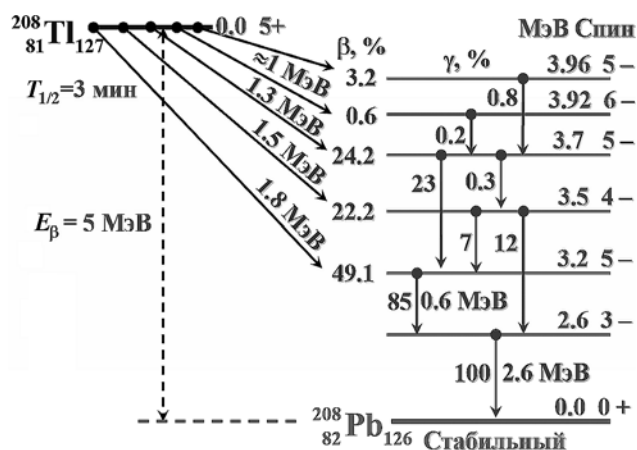 ²⁰⁸₈₁Tl₁₂₇ 0.0 5+
β, % МэВ Спин
γ, %
T₁/₂=3 мин
≈1 МэВ 3.2 3.96 5–
0.8
1.3 МэВ 0.6 3.92 6–
0.2
1.5 МэВ 24.2 3.7 5–
23 0.3
1.8 МэВ 22.2 3.5 4–
Eᵦ = 5 МэВ 7 12
49.1 3.2 5–
85 0.6 МэВ
2.6 3–
100 2.6 МэВ
0.0 0+
²⁰⁸₈₂Pb₁₂₆ Стабильный